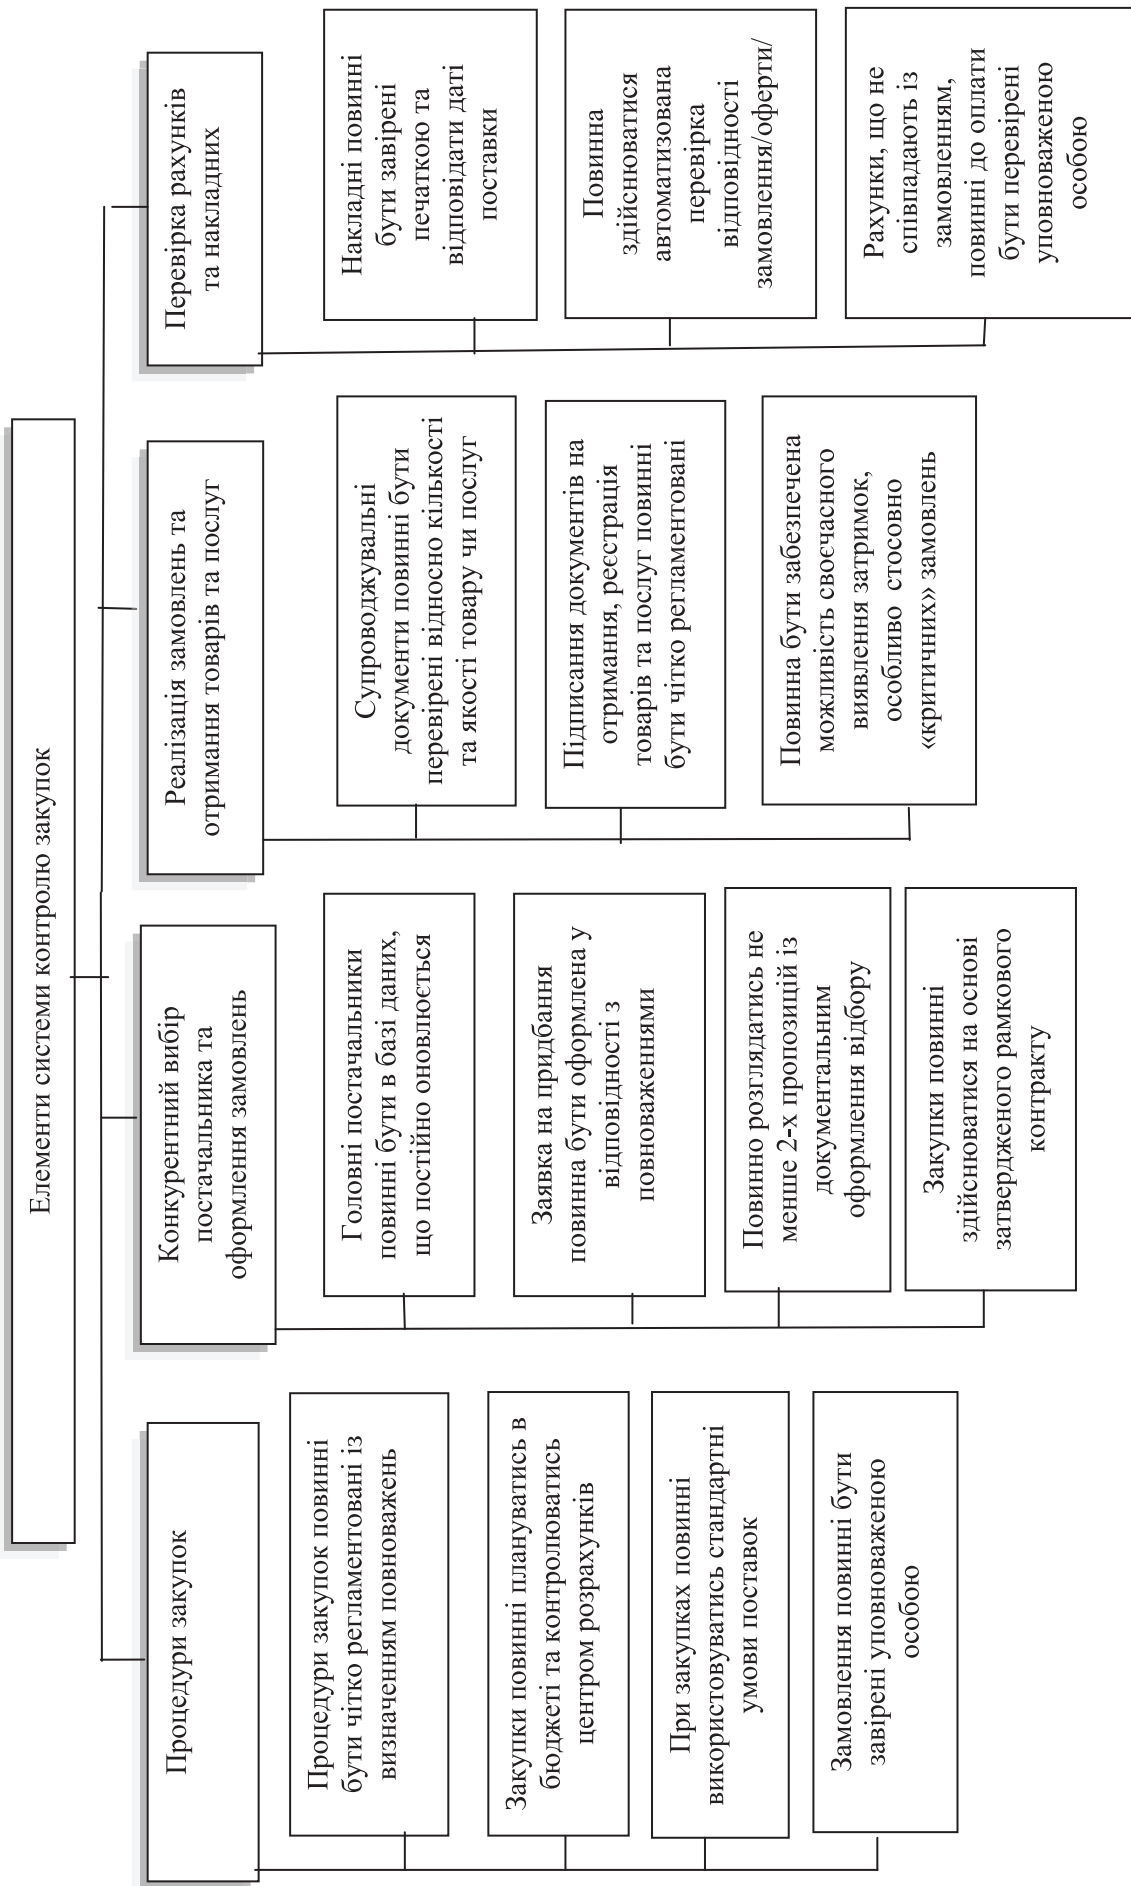 Елементи системи контролю закупок
Процедури закупок
Процедури закупок повинні
бути чітко регламентовані із
визначенням повноважень
Закупки повинні плануватись в
бюджеті та контролюватись
центром розрахунків
При закупках повинні
використовуватись стандартні
умови поставок
Замовлення повинні бути
завірені уповноваженою
особою
Конкурентний вибір
постачальника та
оформлення замовлень
Головні постачальники
повинні бути в базі даних,
що постійно оновлюється
Заявка на придбання
повинна бути оформлена у
відповідності з
повноваженнями
Повинно розглядатись не
менше 2-х пропозицій із
документальним
оформлення відбору
Закупки повинні
здійснюватися на основі
затвердженого рамкового
контракту
Реалізація замовлень та
отримання товарів та послуг
Супроводжувальні
документи повинні бути
перевірені відносно кількості
та якості товару чи послуг
Підписання документів на
отримання, реєстрація
товарів та послуг повинні
бути чітко регламентовані
Повинна бути забезпечена
можливість своєчасного
виявлення затримок,
особливо стосовно
«критичних» замовлень
Перевірка рахунків
та накладних
Накладні повинні
бути завірені
печаткою та
відповідати даті
поставки
Повинна
здійснюватися
автоматизована
перевірка
відповідності
замовлення/оферти/
Рахунки, що не
співпадають із
замовленням,
повинні до оплати
бути перевірені
уповноваженою
особою